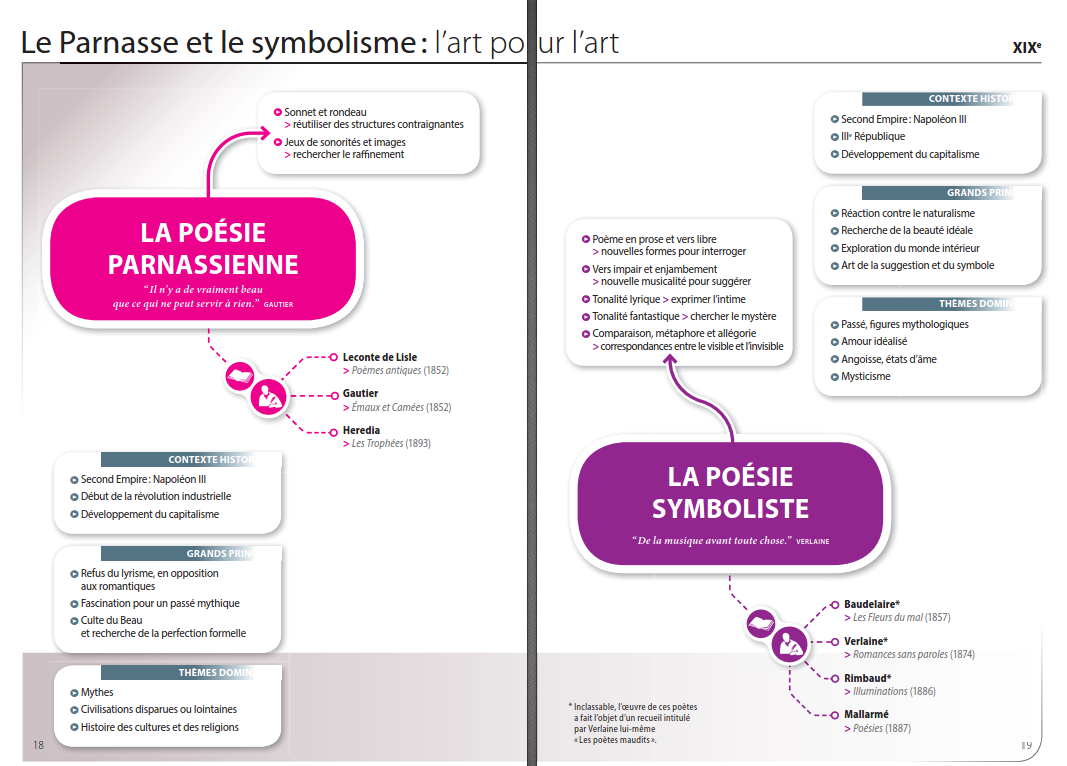 Le Parnasse et le symbolisme : l'art po ur l'art
XIXe
Sonnet et rondeau
> réutiliser des structures contraignantes
Jeux de sonorités et images
> rechercher le raffinement
LA POÉSIE
PARNASSIENNE
“Il n'y a de vraiment beau
que ce qui ne peut servir à rien.” GAUTIER
Leconte de Lisle
> Poèmes antiques (1852)
Gautier
> Émaux et Camées (1852)
Heredia
> Les Trophées (1893)
CONTEXTE HISTOR
Second Empire : Napoléon III
Début de la révolution industrielle
Développement du capitalisme
GRANDS PRIN
Refus du lyrisme, en opposition
aux romantiques
Fascination pour un passé mythique
Culte du Beau
et recherche de la perfection formelle
THÈMES DOMIN
Mythes
Civilisations disparues ou lointaines
Histoire des cultures et des religions
18
CONTEXTE HISTOR
Second Empire : Napoléon III
IIIe République
Développement du capitalisme
GRANDS PRIN
Réaction contre le naturalisme
Recherche de la beauté idéale
Exploration du monde intérieur
Art de la suggestion et du symbole
THÈMES DOMIN
Passé, figures mythologiques
Amour idéalisé
Angoisse, états d'âme
Mysticisme
Poème en prose et vers libre
> nouvelles formes pour interroger
Vers impair et enjambement
> nouvelle musicalité pour suggérer
Tonalité lyrique > exprimer l'intime
Tonalité fantastique > chercher le mystère
Comparaison, métaphore et allégorie
> correspondances entre le visible et l'invisible
LA POÉSIE
SYMBOLISTE
“De la musique avant toute chose.” VERLAINE
Baudelaire*
> Les Fleurs du mal (1857)
Verlaine*
> Romances sans paroles (1874)
Rimbaud*
> Illuminations (1886)
Mallarmé
> Poésies (1887)
* Inclassable, l'œuvre de ces poètes
a fait l'objet d'un recueil intitulé
par Verlaine lui-même
« Les poètes maudits ».
19